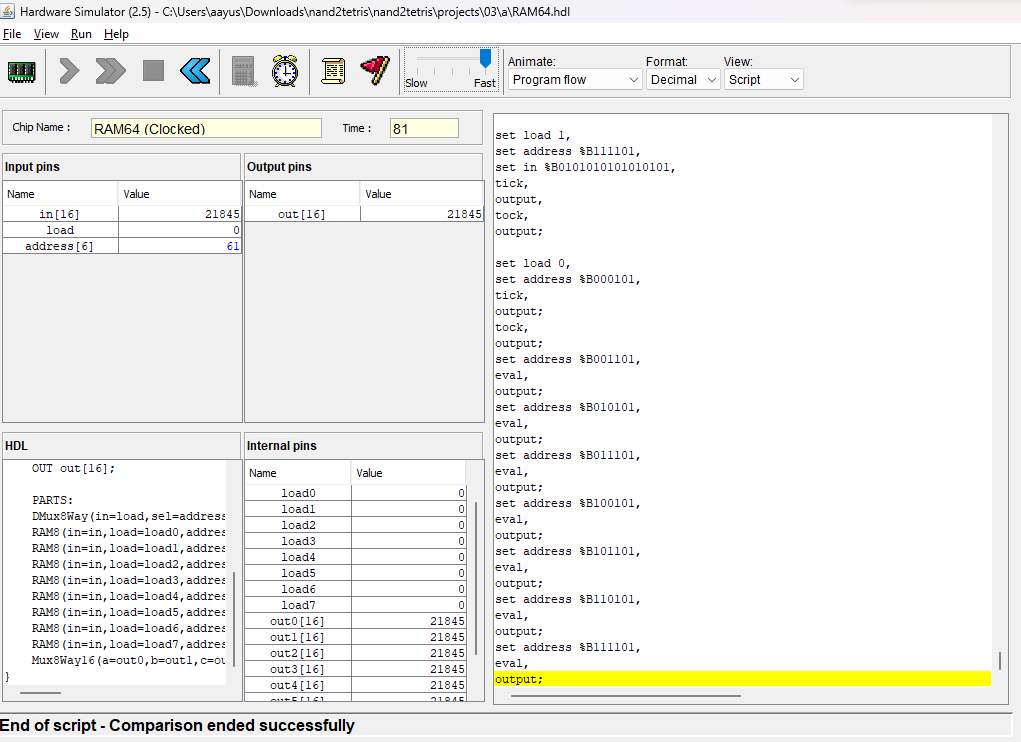 Hardware Simulator (2.5) - C:\Users\aayus\Downloads\nand2tetris\nand2tetris\projects\03\a\RAM64.hdl
File View Run Help
Slow Fast
Animate: Format: View:
Program flow Decimal Script
Chip Name : RAM64 (Clocked) Time : 81
Input pins
Name Value
in[16] 21845
load 0
address[6] 61
Output pins
Name Value
out[16] 21845
HDL
OUT out[16];
PARTS:
DMux8Way(in=load,sel=address
RAM8(in=in,load=load0,addres
RAM8(in=in,load=load1,addres
RAM8(in=in,load=load2,addres
RAM8(in=in,load=load3,addres
RAM8(in=in,load=load4,addres
RAM8(in=in,load=load5,addres
RAM8(in=in,load=load6,addres
RAM8(in=in,load=load7,addres
Mux8Way16(a=out0,b=out1,c=ou
}
Internal pins
Name Value
load0 0
load1 0
load2 0
load3 0
load4 0
load5 0
load6 0
load7 0
out0[16] 21845
out1[16] 21845
out2[16] 21845
out3[16] 21845
out4[16] 21845
out5[16] 21845
set load 1,
set address %B111101,
set in %B0101010101010101,
tick,
output,
tock,
output;
set load 0,
set address %B000101,
tick,
output;
tock,
output;
set address %B001101,
eval,
output;
set address %B010101,
eval,
output;
set address %B011101,
eval,
output;
set address %B100101,
eval,
output;
set address %B101101,
eval,
output;
set address %B110101,
eval,
output;
set address %B111101,
eval,
output;
End of script - Comparison ended successfully